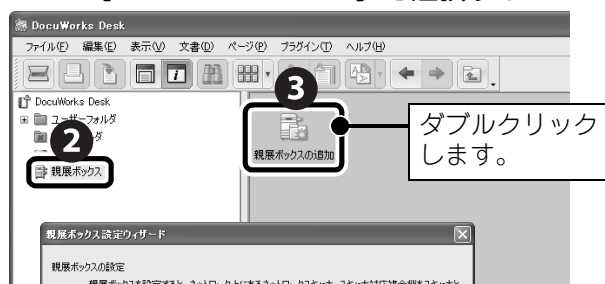 DocuWorks Desk
ファイル(F) 編集(E) 表示(V) 文書(D) ページ(P) プラグイン(I) ヘルプ(H)
DocuWorks Desk
ユーザーフォルダ
ダ
2
親展ボックス
3
親展ボックスの追加
ダブルクリック
します。
親展ボックス設定ウィザード
親展ボックスの設定